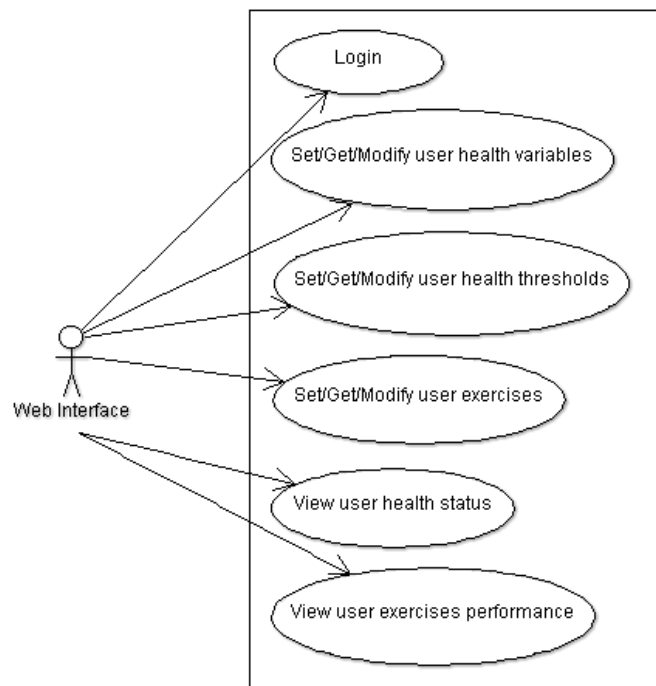 Login
Set/Get/Modify user health variables
Set/Get/Modify user health thresholds
Web Interface
Set/Get/Modify user exercises
View user health status
View user exercises performance